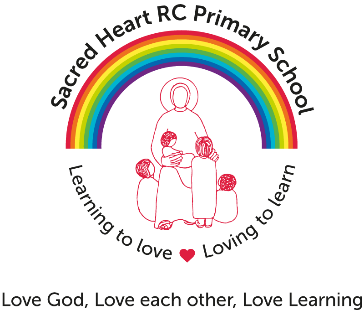 Sacred Heart RC Primary School
Learning to love
Loving to learn
Love God, Love each other, Love Learning